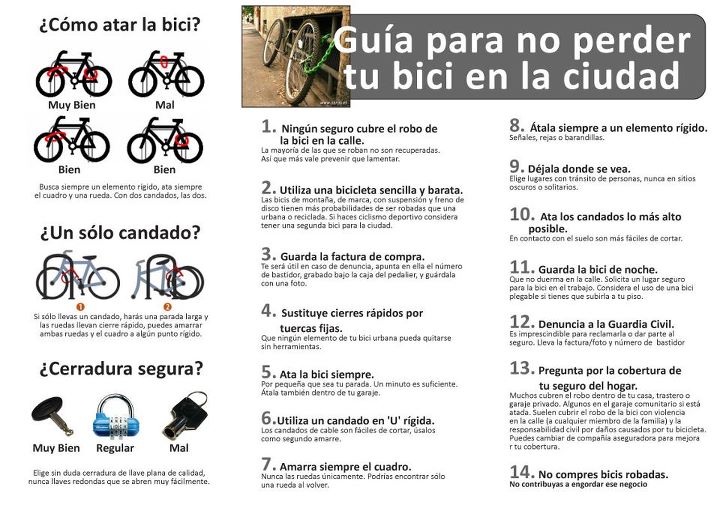 ¿Cómo atar la bici?
Muy Bien
Mal
Bien
Bien
Busca siempre un elemento rígido, ata siempre
el cuadro y una rueda. Con dos candados, las dos.
¿Un sólo candado?
1
2
Si sólo llevas un candado, harás una parada larga y
las ruedas llevan cierre rápido, puedes amarrar
ambas ruedas y el cuadro a algún punto rígido.
¿Cerradura segura?
Muy Bien
Regular
Mal
Elige sin duda cerradura de llave plana de calidad,
nunca llaves redondas que se abren muy fácilmente.
Guía para no perder
tu bici en la ciudad
1. Ningún seguro cubre el robo de
la bici en la calle.
La mayoría de las que se roban no son recuperadas.
Así que más vale prevenir que lamentar.
2. Utiliza una bicicleta sencilla y barata.
Las bicis de montaña, de marca, con suspensión y freno de
disco tienen más probabilidades de ser robadas que una
urbana o reciclada. Si haces ciclismo deportivo considera
tener una segunda bici para la ciudad.
3. Guarda la factura de compra.
Te será útil en caso de denuncia, apunta en ella el número
de bastidor, grabado bajo la caja del pedalier, y guárdala
con una foto.
4. Sustituye cierres rápidos por
tuercas fijas.
Que ningún elemento de tu bici urbana pueda quitarse
sin herramientas.
5. Ata la bici siempre.
Por pequeña que sea tu parada. Un minuto es suficiente.
Átala también dentro de tu garaje.
6.Utiliza un candado en 'U' rígida.
Los candados de cable son fáciles de cortar, úsalos
como segundo amarre.
7. Amarra siempre el cuadro.
Nunca las ruedas únicamente. Podrías encontrar sólo
una rueda al volver.
8. Átala siempre a un elemento rígido.
Señales, rejas o barandillas.
9. Déjala donde se vea.
Elige lugares con tránsito de personas, nunca en sitios
oscuros o solitarios.
10. Ata los candados lo más alto
posible.
En contacto con el suelo son más fáciles de cortar.
11. Guarda la bici de noche.
Que no duerma en la calle. Solicita un lugar seguro
para la bici en el trabajo. Considera el uso de una bici
plegable si tienes que subirla a tu piso.
12. Denuncia a la Guardia Civil.
Es imprescindible para reclamarla o dar parte al
seguro. Lleva la factura/foto y número de bastidor
13. Pregunta por la cobertura de
tu seguro del hogar.
Muchos cubren el robo dentro de tu casa, trastero o
garaje privado. Algunos en el garaje comunitario si está
atada. Suelen cubrir el robo de la bici con violencia
en la calle (a cualquier miembro de la familia) y la
responsabilidad civil por daños causados por tu bicicleta.
Puedes cambiar de compañía aseguradora para mejora
r tu cobertura.
14. No compres bicis robadas.
No contribuyas a engordar ese negocio